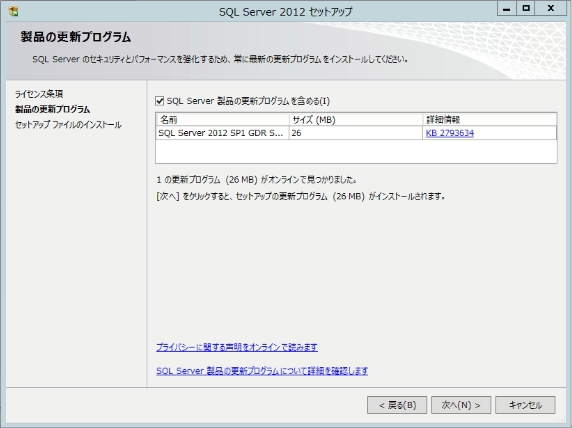 SQL Server 2012 セットアップ
製品の更新プログラム
SQL Server のセキュリティとパフォーマンスを強化するため、常に最新の更新プログラムをインストールしてください。
ライセンス条項
製品の更新プログラム
セットアップ ファイルのインストール
SQL Server 製品の更新プログラムを含める(I)
名前 サイズ (MB) 詳細情報
SQL Server 2012 SP1 GDR S... 26 KB 2793634
1 の更新プログラム (26 MB) がオンラインで見つかりました。
[次へ] をクリックすると、セットアップの更新プログラム (26 MB) がインストールされます。
プライバシーに関する声明をオンラインで読みます
SQL Server 製品の更新プログラムについて詳細を確認します
< 戻る(B) 次へ(N) > キャンセル